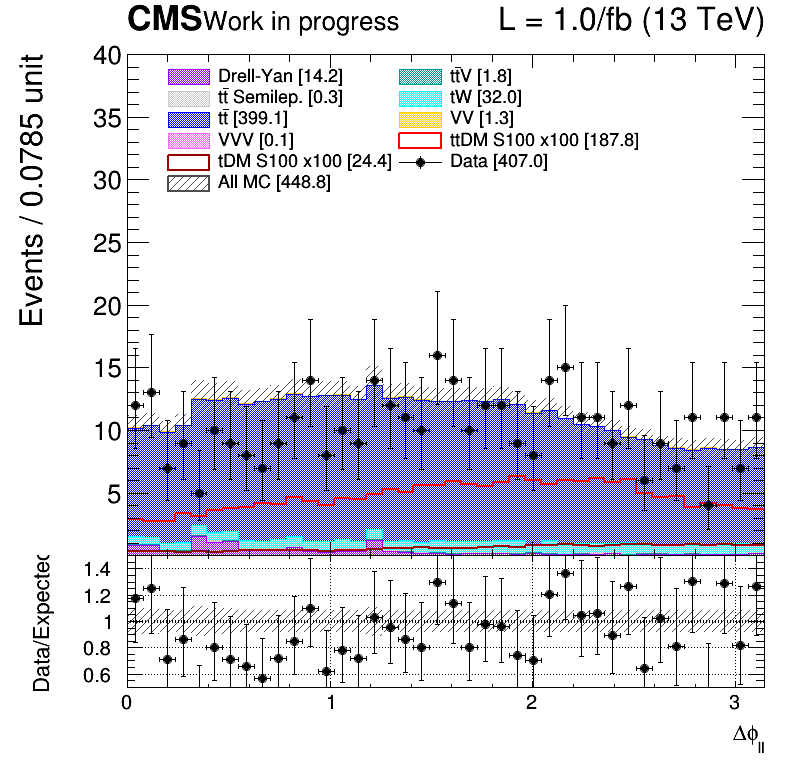 CMS Work in progress L = 1.0/fb (13 TeV)
Events / 0.0785 unit
40
35
30
25
20
15
10
5
Drell-Yan [14.2]
tt̄V [1.8]
tt̄ Semilep. [0.3]
tW [32.0]
tt̄ [399.1]
VV [1.3]
VVV [0.1]
ttDM S100 x100 [187.8]
tDM S100 x100 [24.4]
Data [407.0]
All MC [448.8]
Data/Expected
1.4
1.2
1
0.8
0.6
0 1 2 3
Δϕll